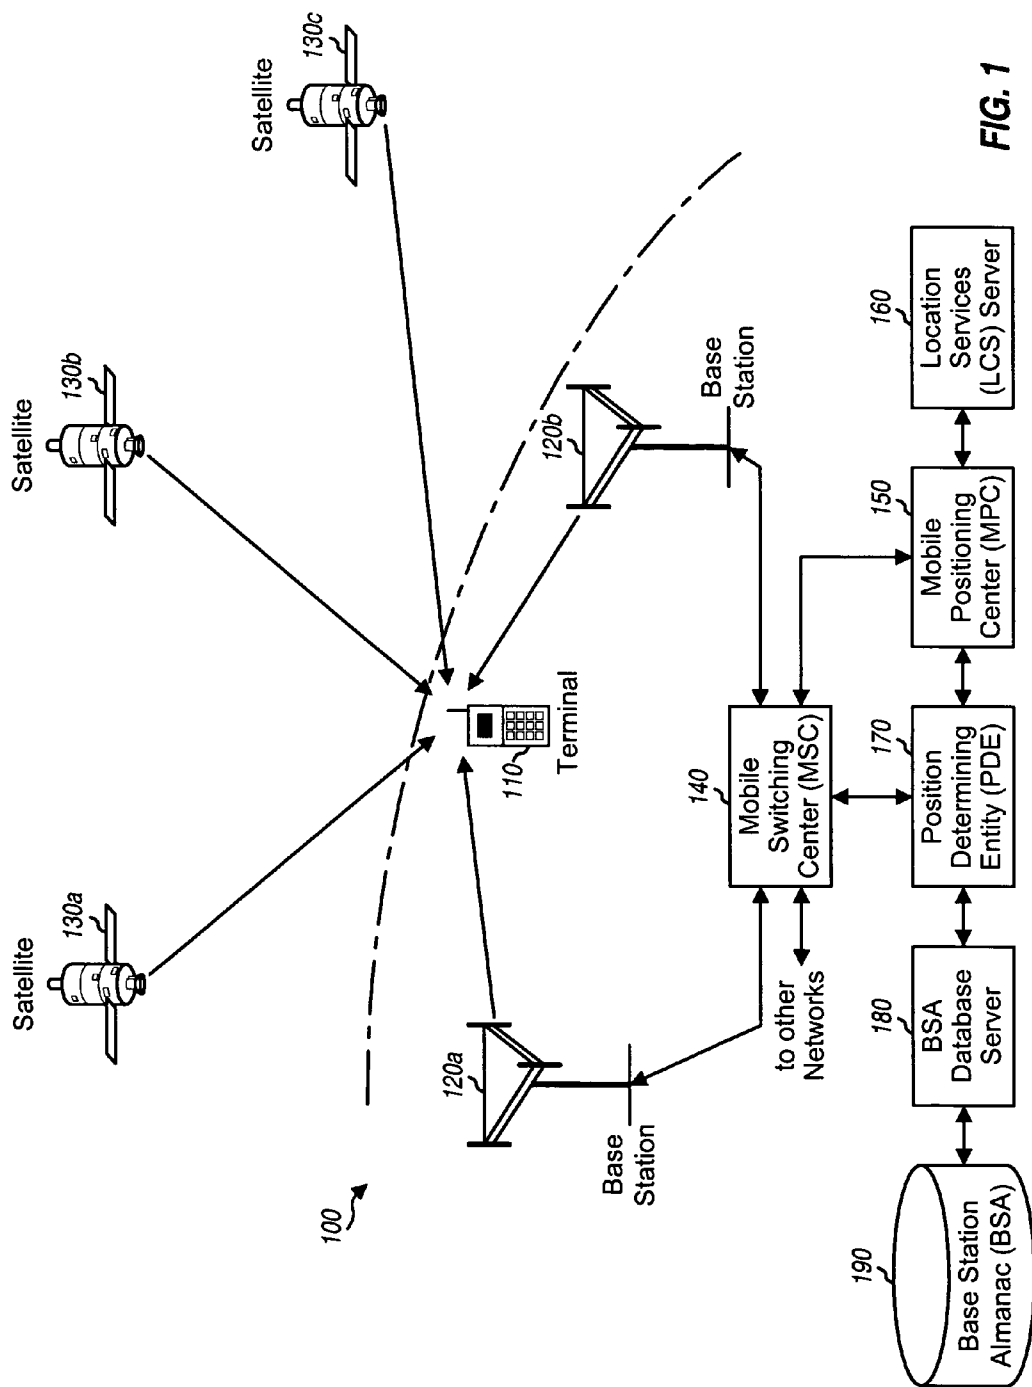 Satellite
130a
Satellite
130b
Satellite
130c
100
120a
Base
Station
110
Terminal
120b
Base
Station
140
Mobile
Switching
Center (MSC)
to other
Networks
190
Base Station
Almanac (BSA)
180
BSA
Database
Server
170
Position
Determining
Entity (PDE)
150
Mobile
Positioning
Center (MPC)
160
Location
Services
(LCS) Server
FIG. 1